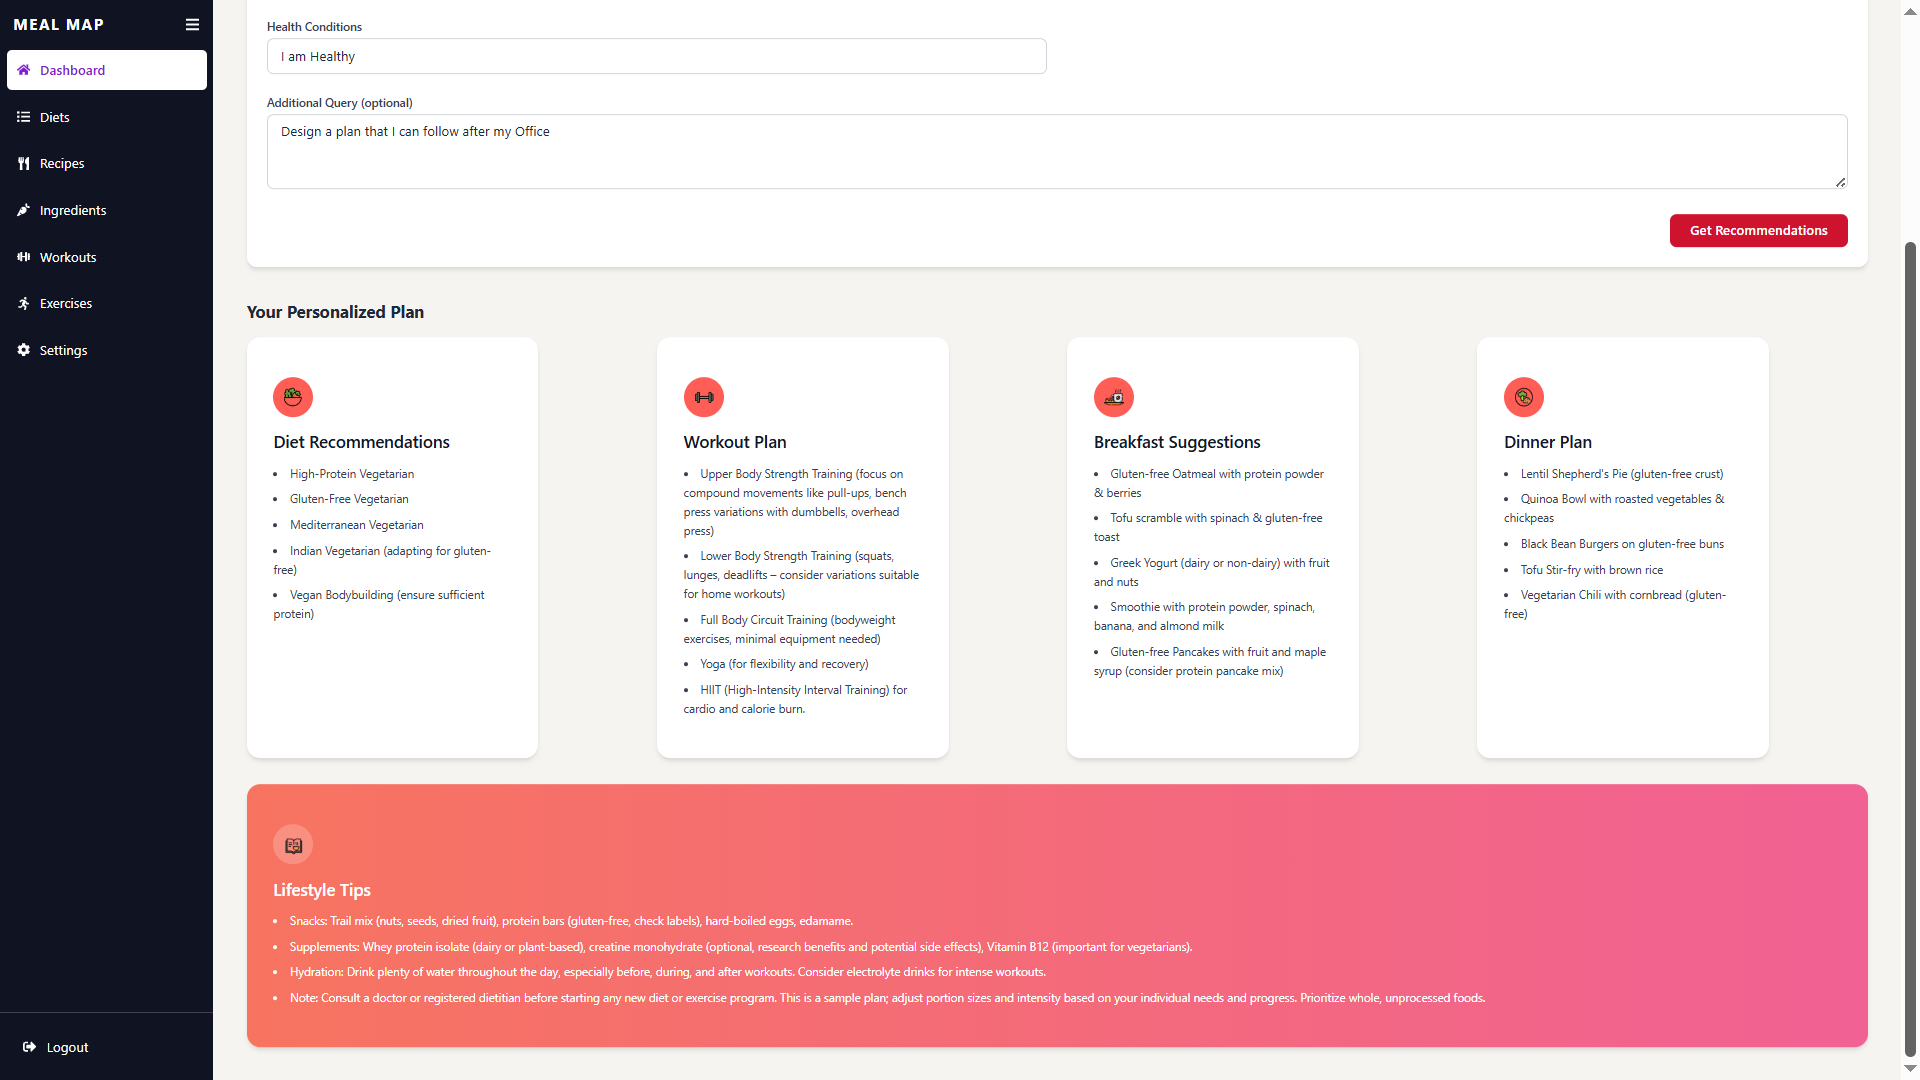 MEAL MAP
Dashboard
Diets
Recipes
Ingredients
Workouts
Exercises
Settings
Logout
Health Conditions
I am Healthy
Additional Query (optional)
Design a plan that I can follow after my Office
Get Recommendations
Your Personalized Plan
Diet Recommendations
• High-Protein Vegetarian
• Gluten-Free Vegetarian
• Mediterranean Vegetarian
• Indian Vegetarian (adapting for gluten-
free)
• Vegan Bodybuilding (ensure sufficient
protein)
Workout Plan
• Upper Body Strength Training (focus on
compound movements like pull-ups, bench
press variations with dumbbells, overhead
press)
• Lower Body Strength Training (squats,
lunges, deadlifts – consider variations suitable
for home workouts)
• Full Body Circuit Training (bodyweight
exercises, minimal equipment needed)
• Yoga (for flexibility and recovery)
• HIIT (High-Intensity Interval Training) for
cardio and calorie burn.
Breakfast Suggestions
• Gluten-free Oatmeal with protein powder
& berries
• Tofu scramble with spinach & gluten-free
toast
• Greek Yogurt (dairy or non-dairy) with fruit
and nuts
• Smoothie with protein powder, spinach,
banana, and almond milk
• Gluten-free Pancakes with fruit and maple
syrup (consider protein pancake mix)
Dinner Plan
• Lentil Shepherd's Pie (gluten-free crust)
• Quinoa Bowl with roasted vegetables &
chickpeas
• Black Bean Burgers on gluten-free buns
• Tofu Stir-fry with brown rice
• Vegetarian Chili with cornbread (gluten-
free)
Lifestyle Tips
• Snacks: Trail mix (nuts, seeds, dried fruit), protein bars (gluten-free, check labels), hard-boiled eggs, edamame.
• Supplements: Whey protein isolate (dairy or plant-based), creatine monohydrate (optional, research benefits and potential side effects), Vitamin B12 (important for vegetarians).
• Hydration: Drink plenty of water throughout the day, especially before, during, and after workouts. Consider electrolyte drinks for intense workouts.
• Note: Consult a doctor or registered dietitian before starting any new diet or exercise program. This is a sample plan; adjust portion sizes and intensity based on your individual needs and progress. Prioritize whole, unprocessed foods.